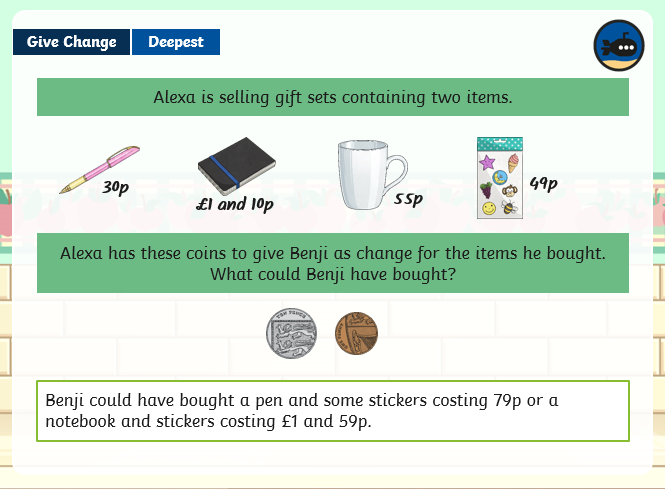 Give Change Deepest
Alexa is selling gift sets containing two items.
30p
£1 and 10p
55p
49p
Alexa has these coins to give Benji as change for the items he bought.
What could Benji have bought?
TEN PENCE
Benji could have bought a pen and some stickers costing 79p or a
notebook and stickers costing £1 and 59p.